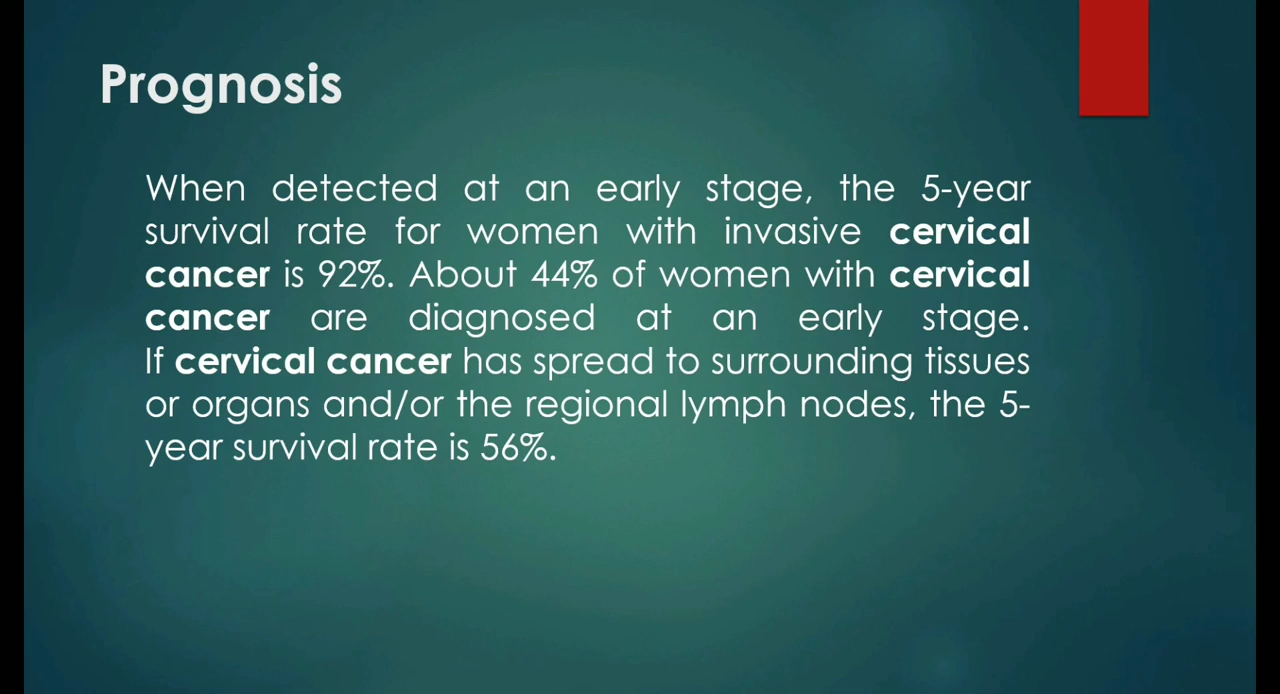 Prognosis
When detected at an early stage, the 5-year
survival rate for women with invasive cervical
cancer is 92%. About 44% of women with cervical
cancer are diagnosed at an early stage.
If cervical cancer has spread to surrounding tissues
or organs and/or the regional lymph nodes, the 5-
year survival rate is 56%.